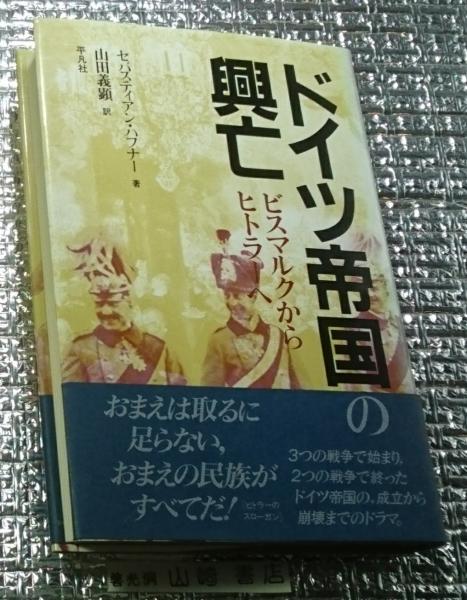 ドイツ帝国の
興亡
ビスマルクから
ヒトラーへ
セバスティアン・ハフナー 著
山田義顕 訳
平凡社
おまえは取るに
足らない，
おまえの民族が
すべてだ！
ヒトラーの
スローガン
3つの戦争で始まり，
2つの戦争で終わった
ドイツ帝国の，成立から
崩壊までのドラマ。
山崎書店